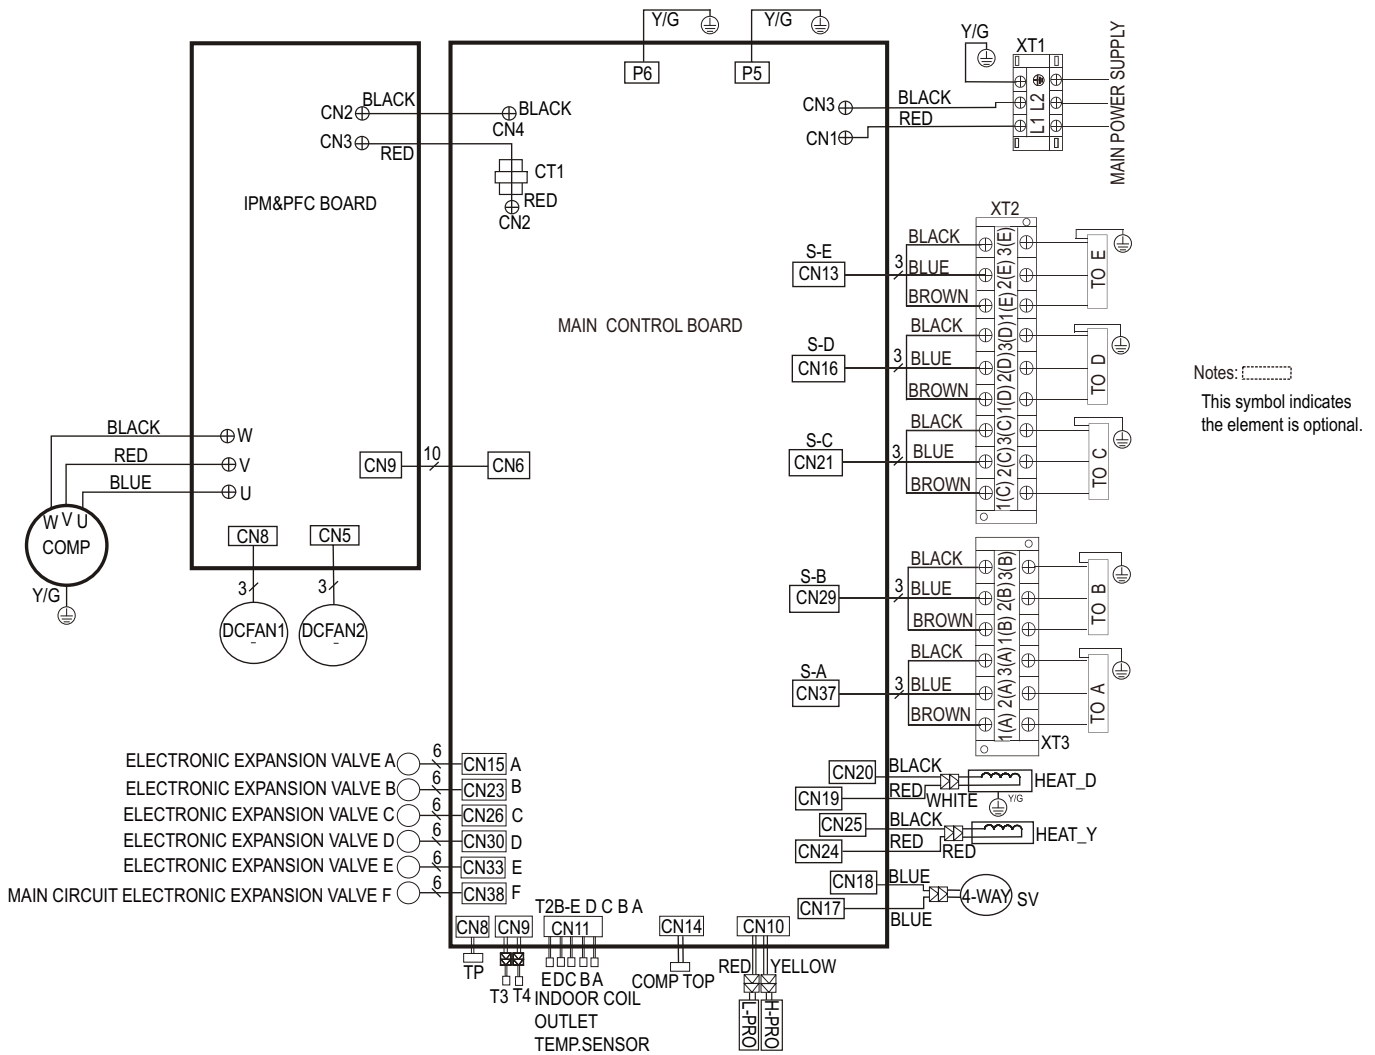 Y/G
Y/G
Y/G
XT1
P6
P5
MAIN POWER SUPPLY
L1 L2
CN2
BLACK
BLACK
CN4
CN3
RED
CT1
RED
CN2
CN3
BLACK
CN1
RED
IPM&PFC BOARD
MAIN CONTROL BOARD
XT2
S-E
CN13
3
BLACK
BLUE
BROWN
1(E) 2(E) 3(E)
TO E
S-D
CN16
3
BLACK
BLUE
BROWN
1(D) 2(D) 3(D)
TO D
S-C
CN21
3
BLACK
BLUE
BROWN
1(C) 2(C) 3(C)
TO C
Notes:
This symbol indicates
the element is optional.
BLACK
W
RED
V
BLUE
U
W V U
COMP
Y/G
CN9
10
CN6
CN8
CN5
3
3
DCFAN1
DCFAN2
S-B
CN29
3
BLACK
BLUE
BROWN
1(B) 2(B) 3(B)
TO B
S-A
CN37
3
BLACK
BLUE
BROWN
1(A) 2(A) 3(A)
TO A
XT3
ELECTRONIC EXPANSION VALVE A
6
CN15
A
ELECTRONIC EXPANSION VALVE B
6
CN23
B
ELECTRONIC EXPANSION VALVE C
6
CN26
C
ELECTRONIC EXPANSION VALVE D
6
CN30
D
ELECTRONIC EXPANSION VALVE E
6
CN33
E
MAIN CIRCUIT ELECTRONIC EXPANSION VALVE F
6
CN38
F
CN20
BLACK
HEAT_D
CN19
RED
WHITE
Y/G
CN25
BLACK
HEAT_Y
CN24
RED
RED
CN18
BLUE
4-WAY
SV
CN17
BLUE
CN8
TP
CN9
T3 T4
T2B-E D C B A
CN11
E D C B A
INDOOR COIL
OUTLET
TEMP.SENSOR
CN14
COMP TOP
CN10
RED
YELLOW
L-PRO
H-PRO